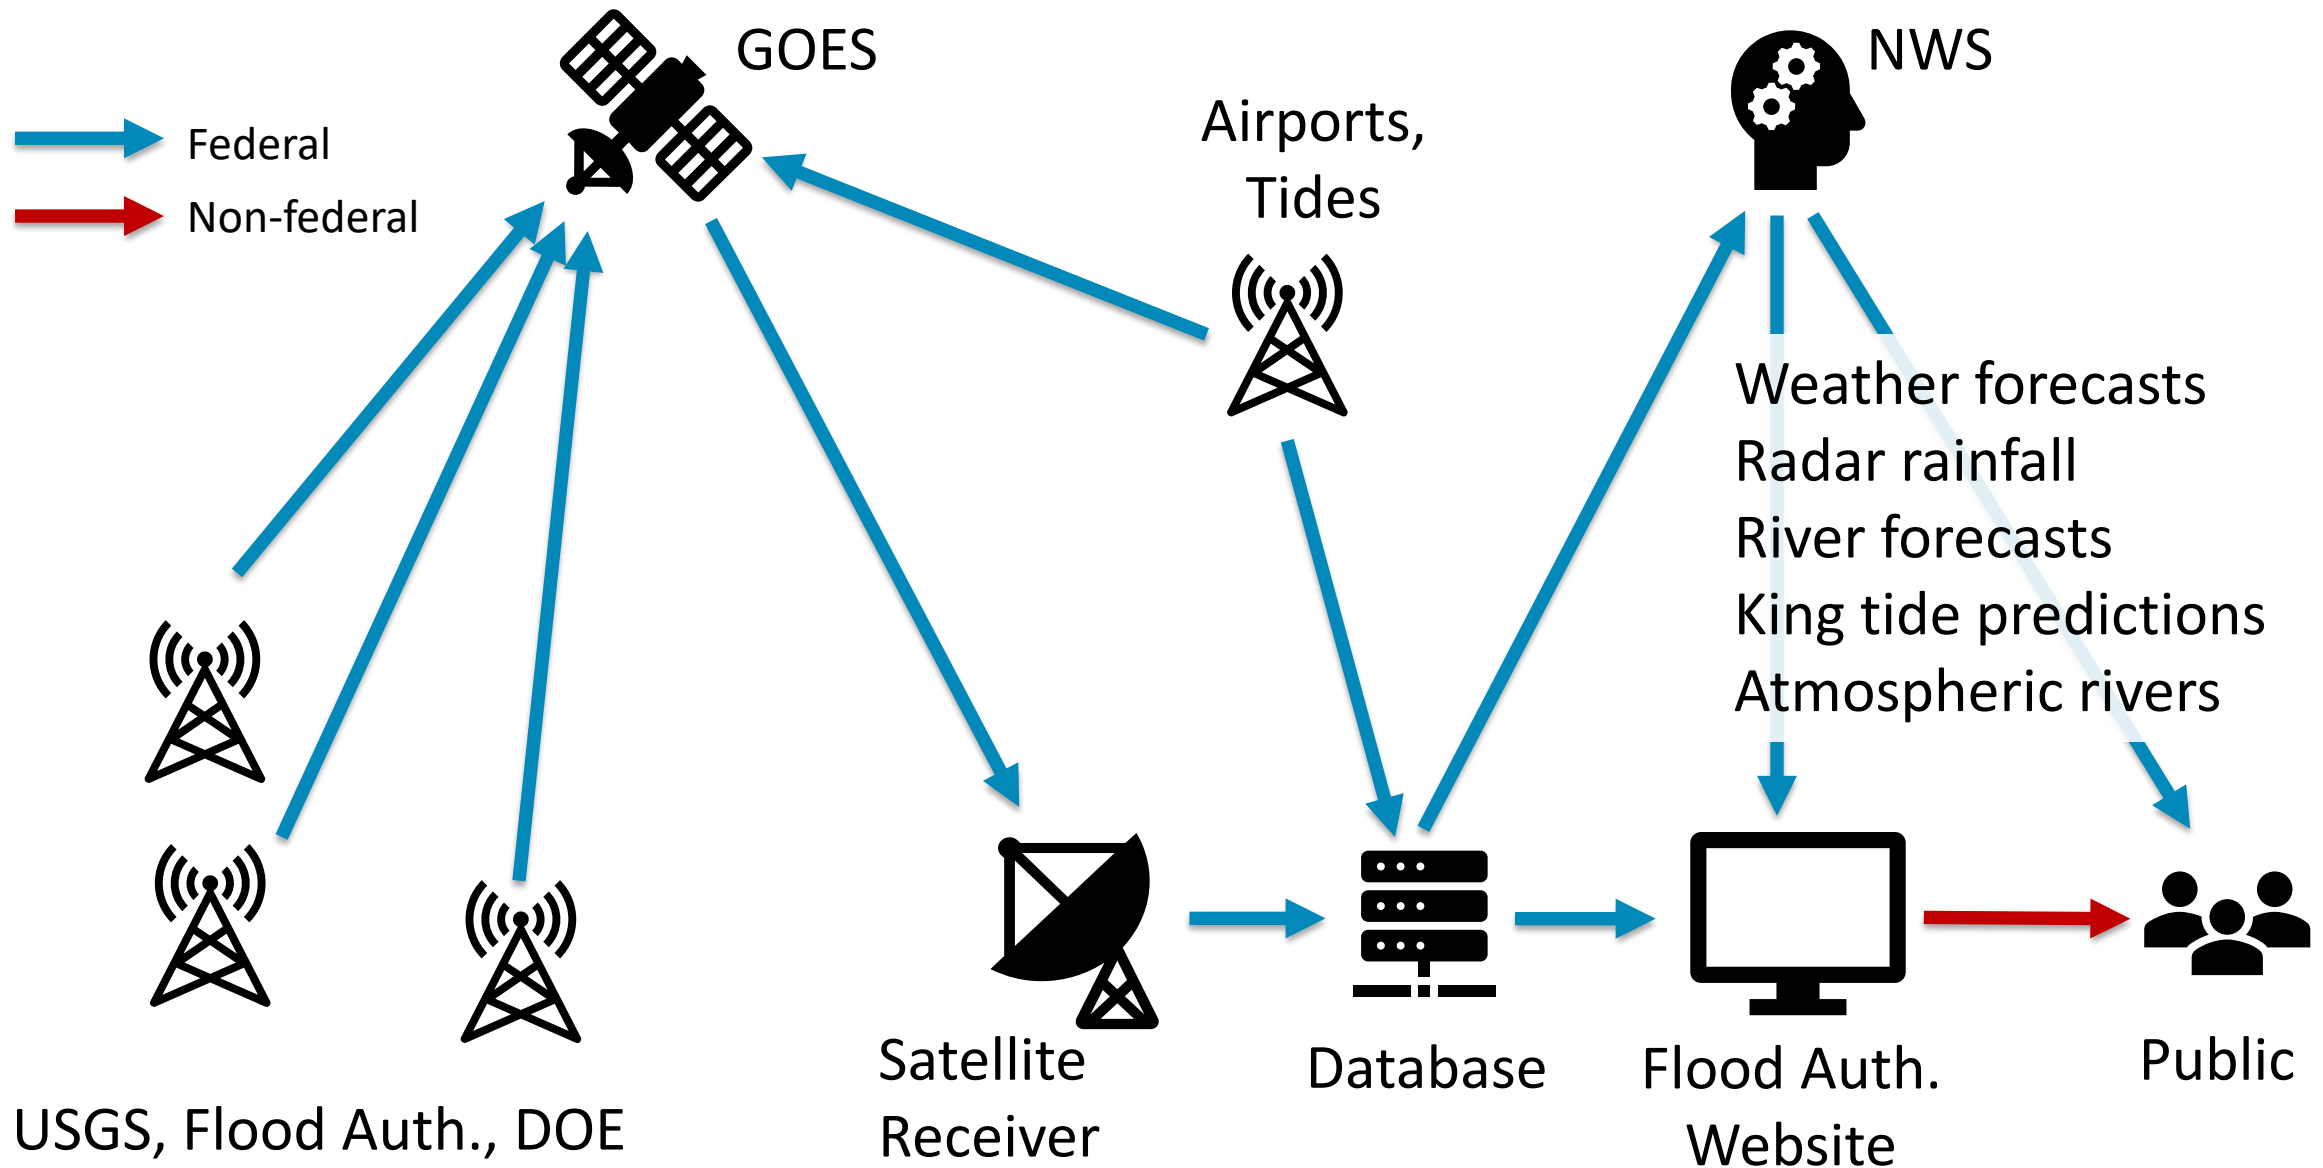 GOES
NWS
Federal
Non-federal
Airports,
Tides
Weather forecasts
Radar rainfall
River forecasts
King tide predictions
Atmospheric rivers
USGS, Flood Auth., DOE
Satellite
Receiver
Database
Flood Auth.
Website
Public